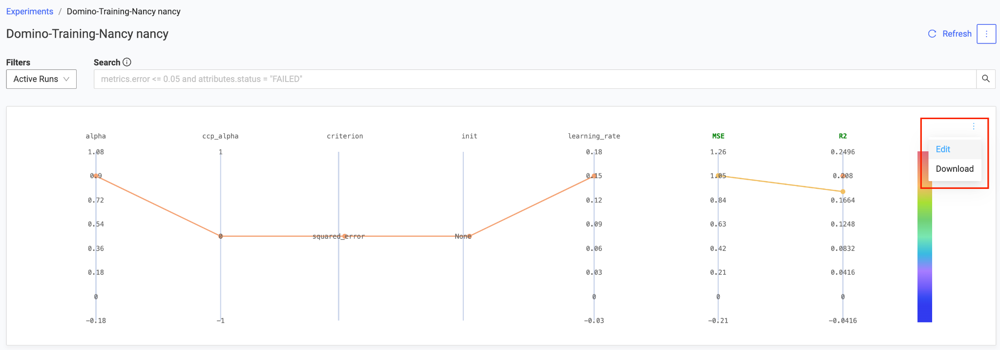 Experiments / Domino-Training-Nancy nancy
Domino-Training-Nancy nancy
Refresh
Filters
Search
Active Runs
metrics.error <= 0.05 and attributes.status = "FAILED"
alpha ccp_alpha criterion init learning_rate MSE R2
Edit
Download
1.08 1 0.18 1.26 0.2496
0.9 0.15 1.05 0.208
0.72 0.12 0.84 0.1664
0.54 0.09 0.63 0.1248
0 squared_error None
0.36 0.06 0.42 0.0832
0.18 0.03 0.21 0.0416
0 0 0 0
−0.18 −1 −0.03 −0.21 −0.0416